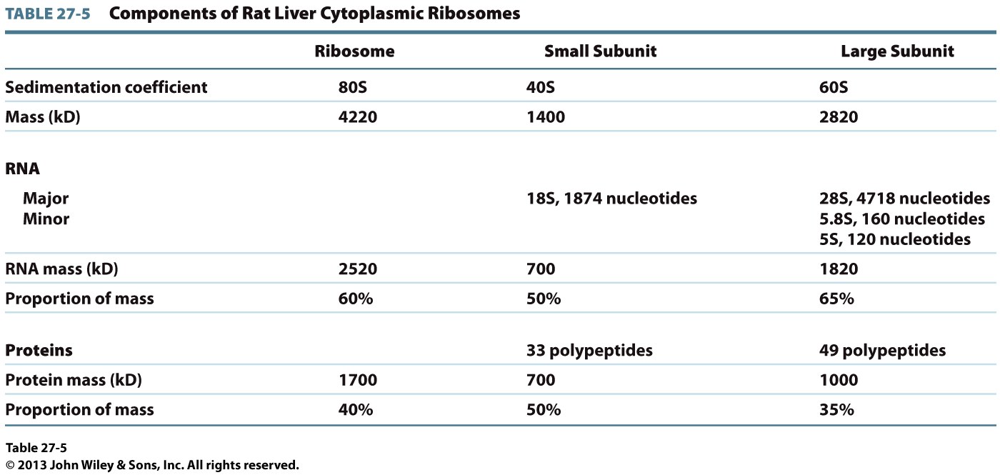 TABLE 27-5 Components of Rat Liver Cytoplasmic Ribosomes
Ribosome Small Subunit Large Subunit
Sedimentation coefficient 80S 40S 60S
Mass (kD) 4220 1400 2820
RNA
Major 18S, 1874 nucleotides 28S, 4718 nucleotides
Minor 5.8S, 160 nucleotides
5S, 120 nucleotides
RNA mass (kD) 2520 700 1820
Proportion of mass 60% 50% 65%
Proteins 33 polypeptides 49 polypeptides
Protein mass (kD) 1700 700 1000
Proportion of mass 40% 50% 35%
Table 27-5
© 2013 John Wiley & Sons, Inc. All rights reserved.